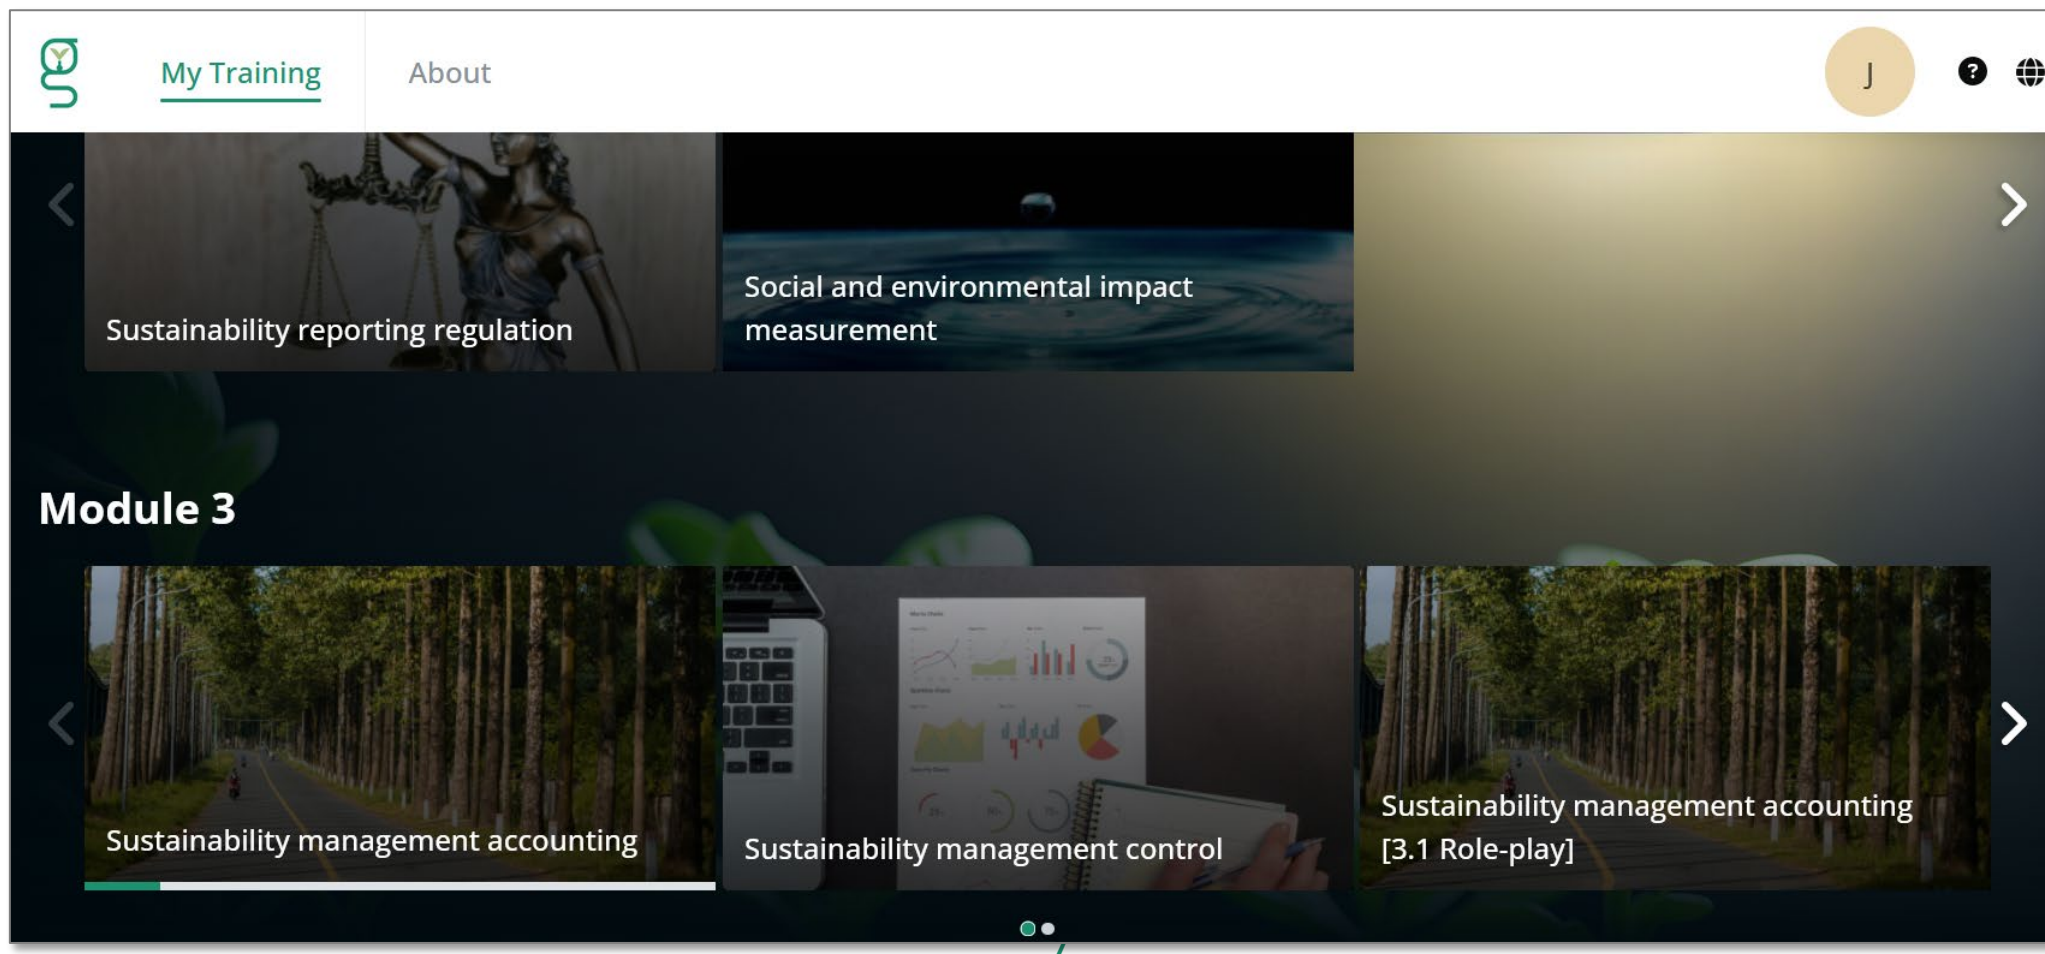 My Training
About
J
?
Sustainability reporting regulation
Social and environmental impact
measurement
Module 3
Sustainability management accounting
Sustainability management control
Sustainability management accounting
[3.1 Role-play]